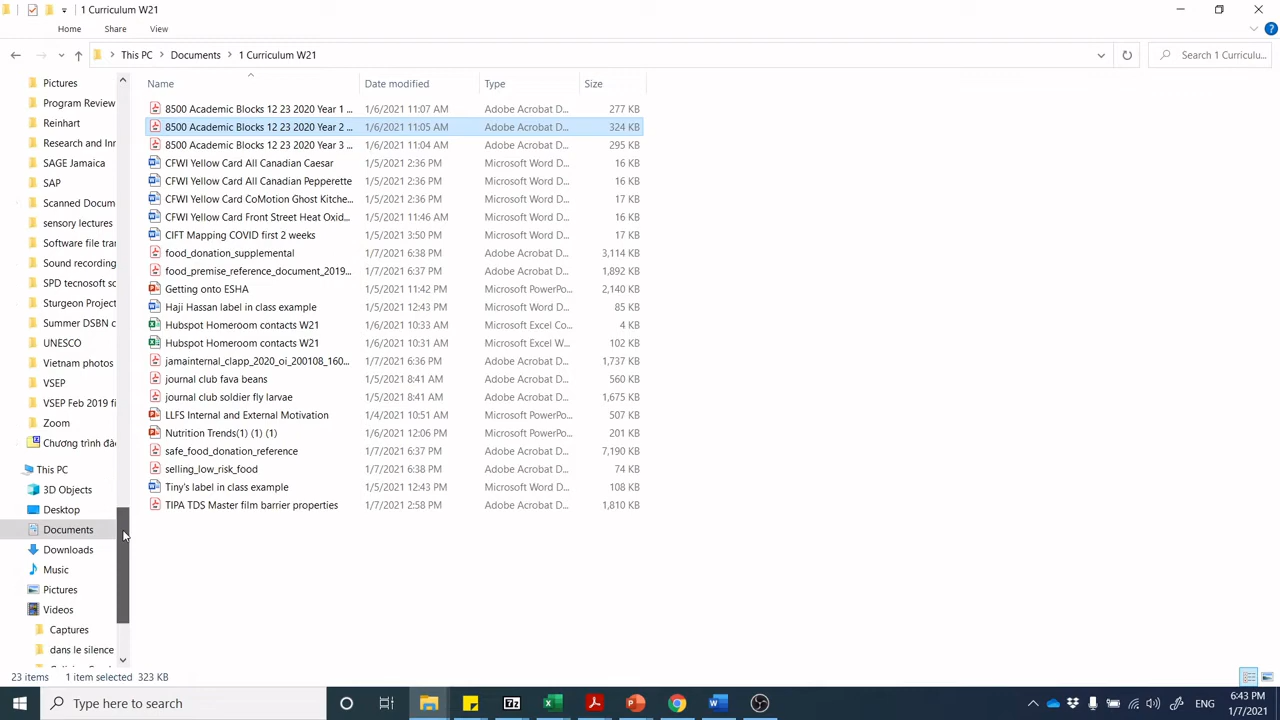 1 Curriculum W21
Home Share View
This PC Documents 1 Curriculum W21
Search 1 Curriculu...
Name Date modified Type Size
Pictures
Program Review
Reinhart
Research and Inn
SAGE Jamaica
SAP
Scanned Docum
sensory lectures
Software file tran
Sound recording
SPD tecnosoft so
Sturgeon Project
Summer DSBN c
UNESCO
Vietnam photos
VSEP
VSEP Feb 2019 fi
Zoom
Chương trình đà
This PC
3D Objects
Desktop
Documents
Downloads
Music
Pictures
Videos
Captures
dans le silence
8500 Academic Blocks 12 23 2020 Year 1 ... 1/6/2021 11:07 AM Adobe Acrobat D... 277 KB
8500 Academic Blocks 12 23 2020 Year 2 ... 1/6/2021 11:05 AM Adobe Acrobat D... 324 KB
8500 Academic Blocks 12 23 2020 Year 3 ... 1/6/2021 11:04 AM Adobe Acrobat D... 295 KB
CFWI Yellow Card All Canadian Caesar 1/5/2021 2:36 PM Microsoft Word D... 16 KB
CFWI Yellow Card All Canadian Pepperette 1/5/2021 2:36 PM Microsoft Word D... 16 KB
CFWI Yellow Card CoMotion Ghost Kitche... 1/5/2021 2:36 PM Microsoft Word D... 17 KB
CFWI Yellow Card Front Street Heat Oxid... 1/5/2021 11:46 AM Microsoft Word D... 16 KB
CIFT Mapping COVID first 2 weeks 1/5/2021 3:50 PM Microsoft Word D... 17 KB
food_donation_supplemental 1/7/2021 6:38 PM Adobe Acrobat D... 3,114 KB
food_premise_reference_document_2019... 1/7/2021 6:37 PM Adobe Acrobat D... 1,892 KB
Getting onto ESHA 1/5/2021 11:42 PM Microsoft PowerPo... 2,140 KB
Haji Hassan label in class example 1/5/2021 12:43 PM Microsoft Word D... 85 KB
Hubspot Homeroom contacts W21 1/6/2021 10:33 AM Microsoft Excel Co... 4 KB
Hubspot Homeroom contacts W21 1/6/2021 10:31 AM Microsoft Excel W... 102 KB
jamainternal_clapp_2020_oi_200108_160... 1/7/2021 6:36 PM Adobe Acrobat D... 1,737 KB
journal club fava beans 1/5/2021 8:41 AM Adobe Acrobat D... 560 KB
journal club soldier fly larvae 1/5/2021 8:41 AM Adobe Acrobat D... 1,675 KB
LLFS Internal and External Motivation 1/4/2021 10:51 AM Microsoft PowerPo... 507 KB
Nutrition Trends(1) (1) (1) 1/6/2021 12:06 PM Microsoft PowerPo... 201 KB
safe_food_donation_reference 1/7/2021 6:37 PM Adobe Acrobat D... 7,190 KB
selling_low_risk_food 1/7/2021 6:38 PM Adobe Acrobat D... 74 KB
Tiny's label in class example 1/5/2021 12:43 PM Microsoft Word D... 108 KB
TIPA TDS Master film barrier properties 1/7/2021 2:58 PM Adobe Acrobat D... 1,810 KB
23 items 1 item selected 323 KB
Type here to search
ENG
6:43 PM
1/7/2021